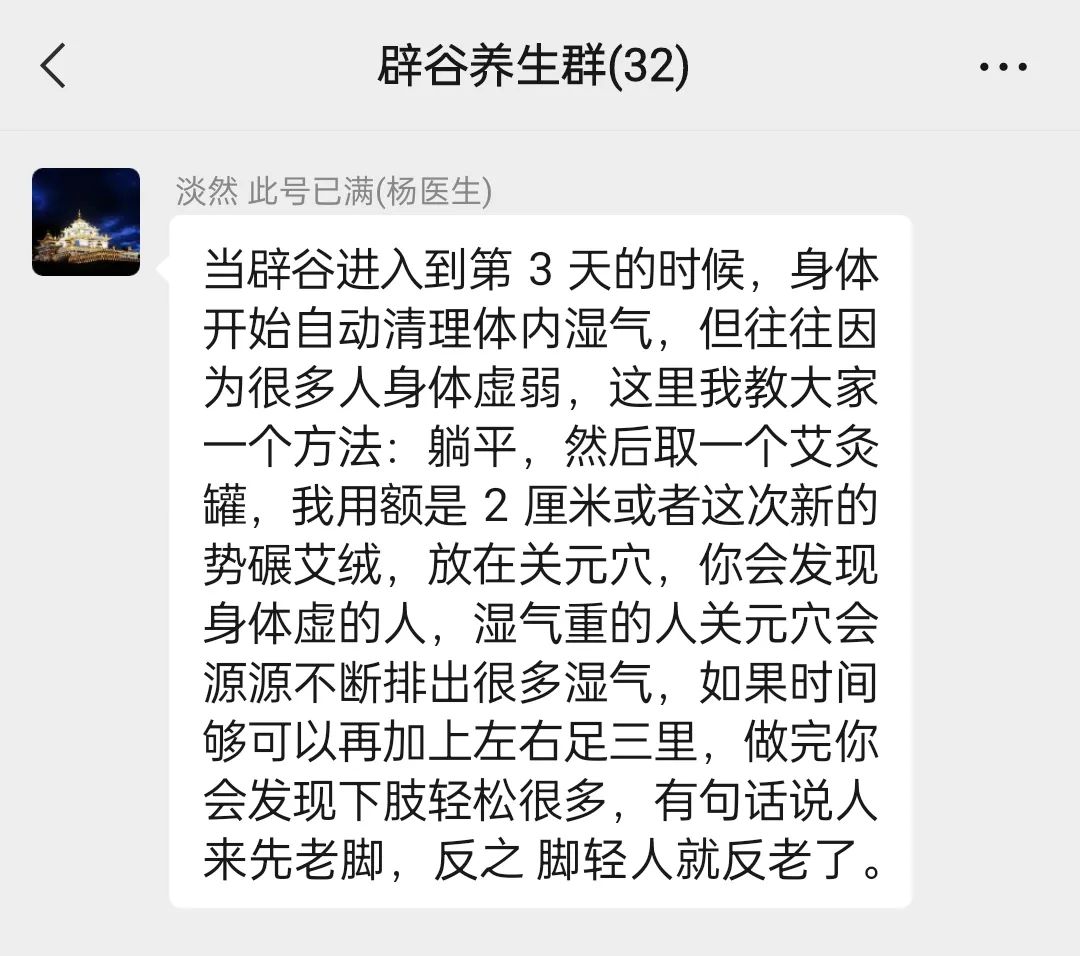 辟谷养生群(32)
淡然 此号已满(杨医生)
当辟谷进入到第 3 天的时候，身体
开始自动清理体内湿气，但往往因
为很多人身体虚弱，这里我教大家
一个方法：躺平，然后取一个艾灸
罐，我用额是 2 厘米或者这次新的
势碾艾绒，放在关元穴，你会发现
身体虚的人，湿气重的人关元穴会
源源不断排出很多湿气，如果时间
够可以再加上左右足三里，做完你
会发现下肢轻松很多，有句话说人
来先老脚，反之 脚轻人就反老了。